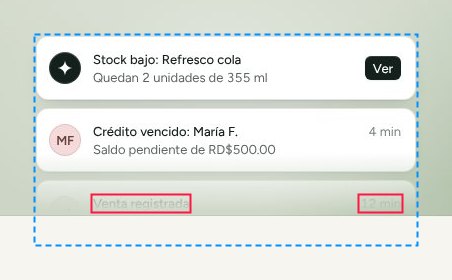 Stock bajo: Refresco cola
Quedan 2 unidades de 355 ml
Ver
MF
Crédito vencido: María F.
4 min
Saldo pendiente de RD$500.00
Venta registrada
12 min